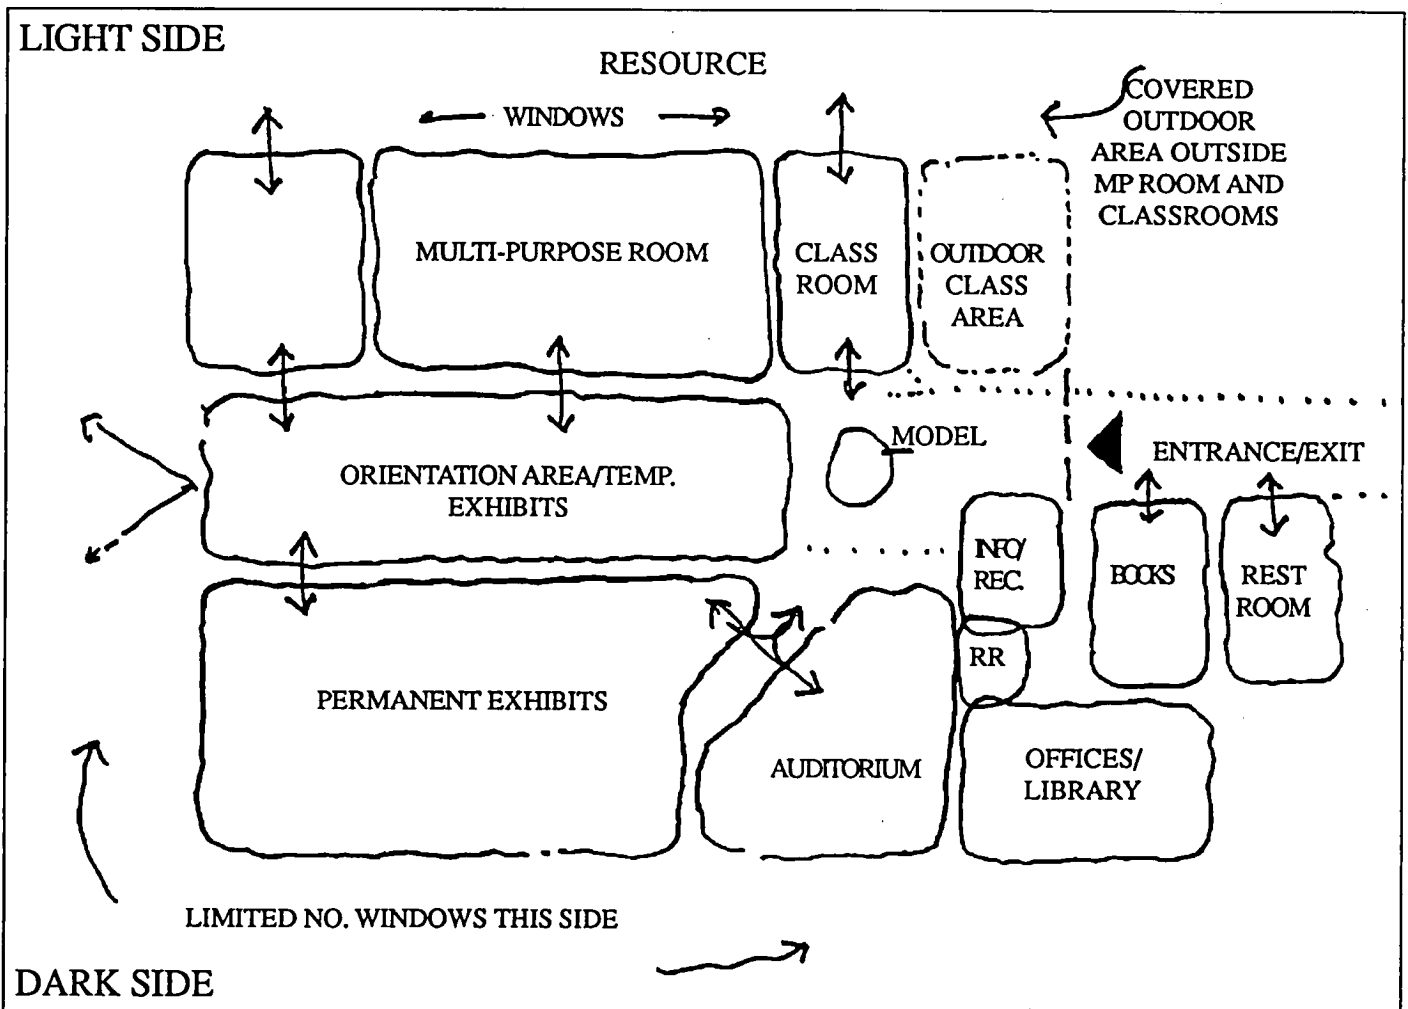 LIGHT SIDE
RESOURCE
WINDOWS
COVERED
OUTDOOR
AREA OUTSIDE
MP ROOM AND
CLASSROOMS
MULTI-PURPOSE ROOM
CLASS
ROOM
OUTDOOR
CLASS
AREA
MODEL
ENTRANCE/EXIT
ORIENTATION AREA/TEMP.
EXHIBITS
INFO/
REC.
BOOKS
REST
ROOM
RR
PERMANENT EXHIBITS
AUDITORIUM
OFFICES/
LIBRARY
LIMITED NO. WINDOWS THIS SIDE
DARK SIDE